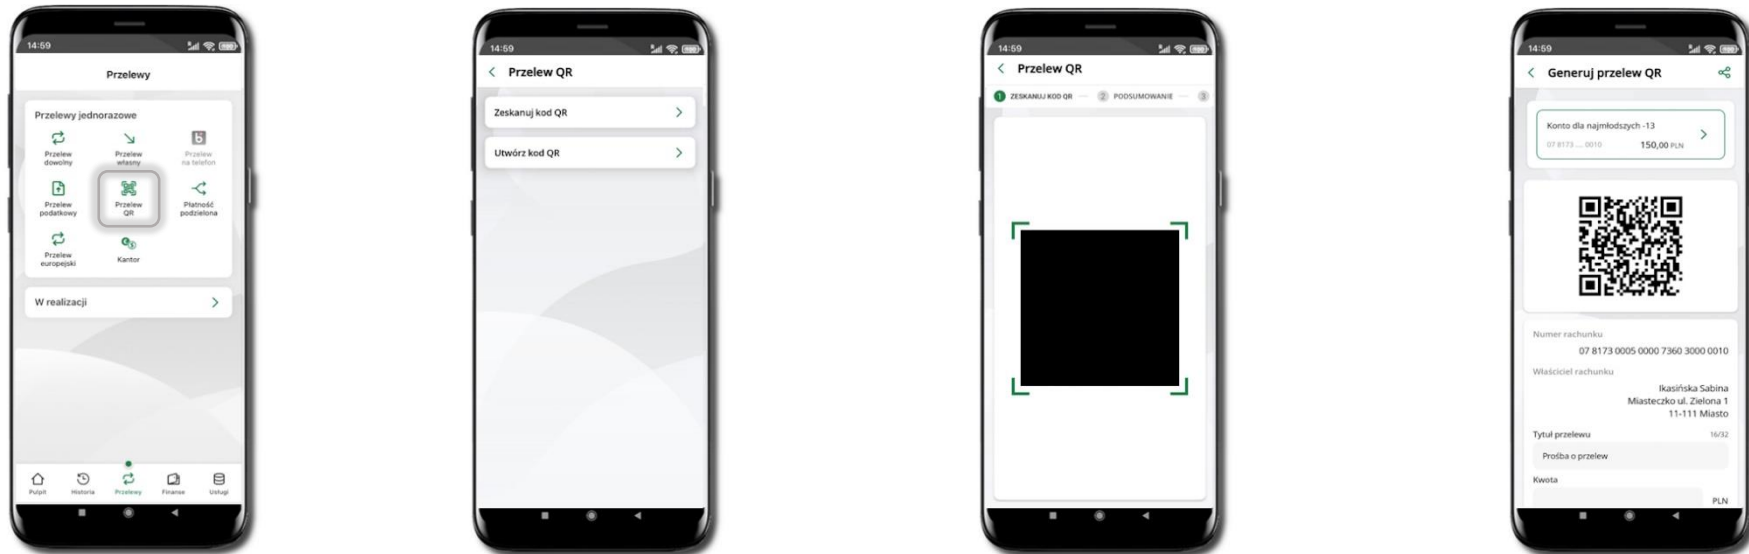 14:59
Przelewy
Przelewy jednorazowe
Przelew
dowolny
Przelew
własny
Przelew
na telefon
Przelew
podatkowy
Przelew
QR
Płatność
podzielona
Przelew
europejski
Kantor
W realizacji
Pulpit
Historia
Przelewy
Finanse
Usługi
14:59
Przelew QR
Zeskanuj kod QR
Utwórz kod QR
14:59
Przelew QR
1 ZESKANUJ KOD QR — 2 PODSUMOWANIE — 3
14:59
Generuj przelew QR
Konto dla najmłodszych -13
07 8173 .... 0010 150,00 PLN
Numer rachunku
07 8173 0005 0000 7360 3000 0010
Właściciel rachunku
Ikasińska Sabina
Miasteczko ul. Zielona 1
11-111 Miasto
Tytuł przelewu 16/32
Prośba o przelew
Kwota
PLN